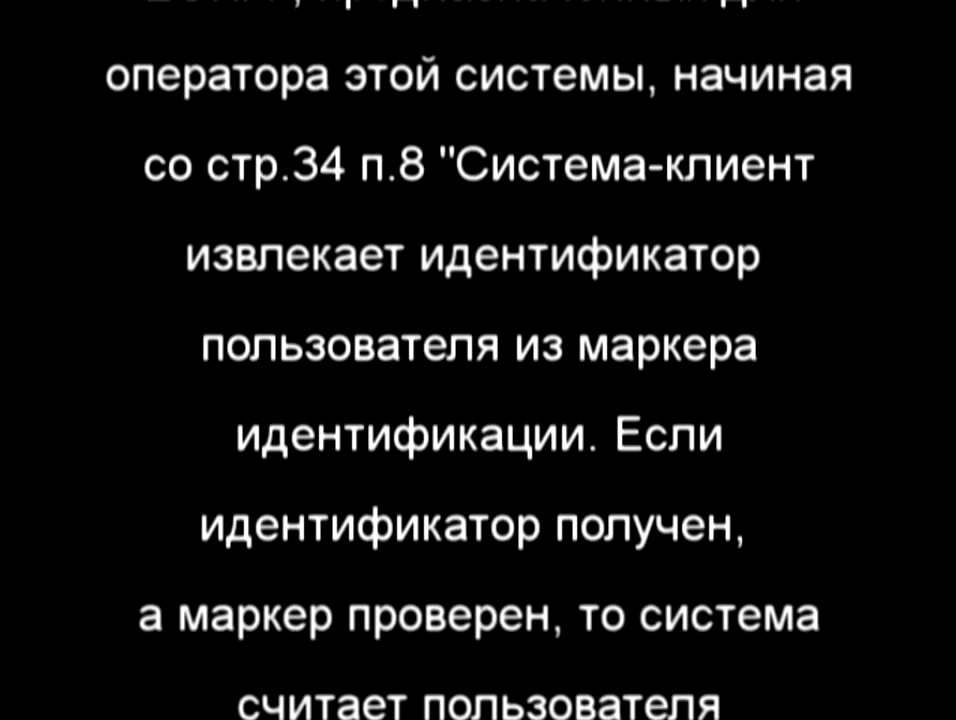 оператора этой системы, начиная
со стр.34 п.8 "Система-клиент
извлекает идентификатор
пользователя из маркера
идентификации. Если
идентификатор получен,
а маркер проверен, то система
считает пользователя